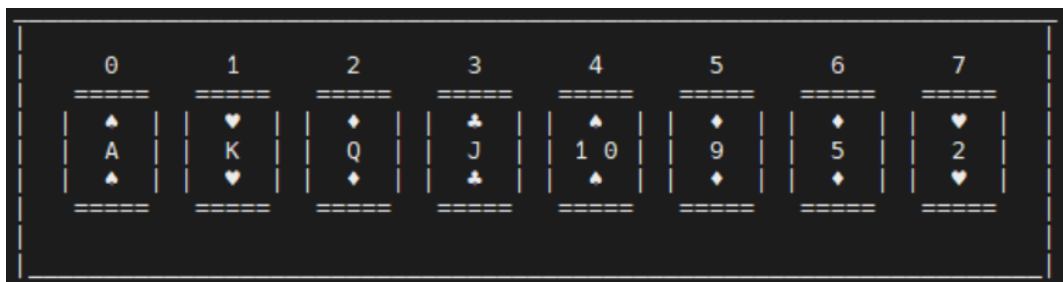 0 1 2 3 4 5 6 7
===== ===== ===== ===== ===== ===== ===== =====
| ♠ | | ♥ | | ♦ | | ♣ | | ♠ | | ♦ | | ♦ | | ♥ |
| A | | K | | Q | | J | | 1 0 | | 9 | | 5 | | 2 |
| ♠ | | ♥ | | ♦ | | ♣ | | ♠ | | ♦ | | ♦ | | ♥ |
===== ===== ===== ===== ===== ===== ===== =====